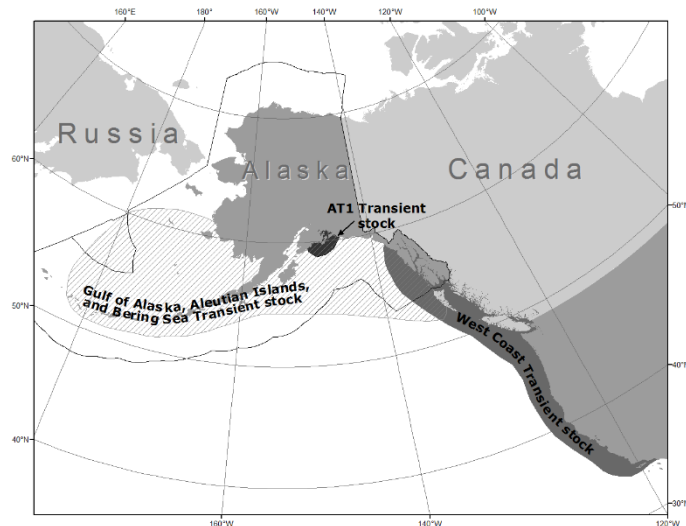 160°E
180°
160°W
140°W
120°W
100°W
Russia
Alaska
Canada
60°N
50°N
40°N
50°N
40°N
30°N
AT1 Transient
stock
Gulf of Alaska, Aleutian Islands,
and Bering Sea Transient stock
West Coast Transient stock
160°W
140°W
120°W